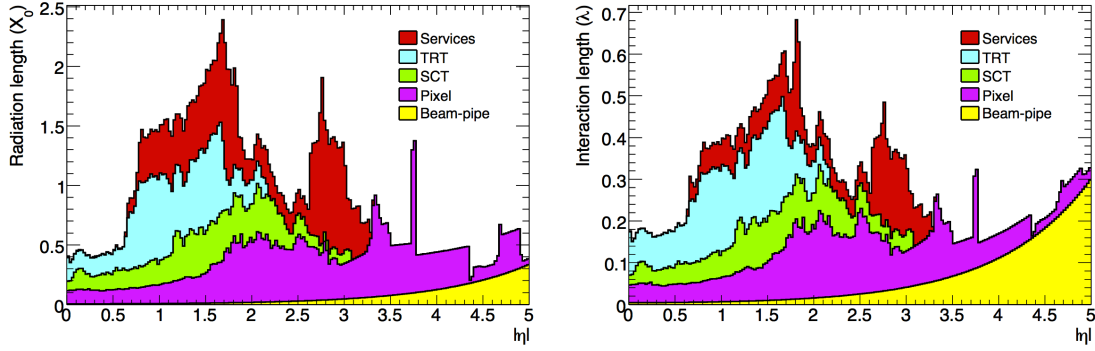 Radiation length (X0)
2.5
2
1.5
1
0.5
0
Services
TRT
SCT
Pixel
Beam-pipe
0 0.5 1 1.5 2 2.5 3 3.5 4 4.5 5
|η|
Interaction length (λ)
0.7
0.6
0.5
0.4
0.3
0.2
0.1
0
Services
TRT
SCT
Pixel
Beam-pipe
0 0.5 1 1.5 2 2.5 3 3.5 4 4.5 5
|η|